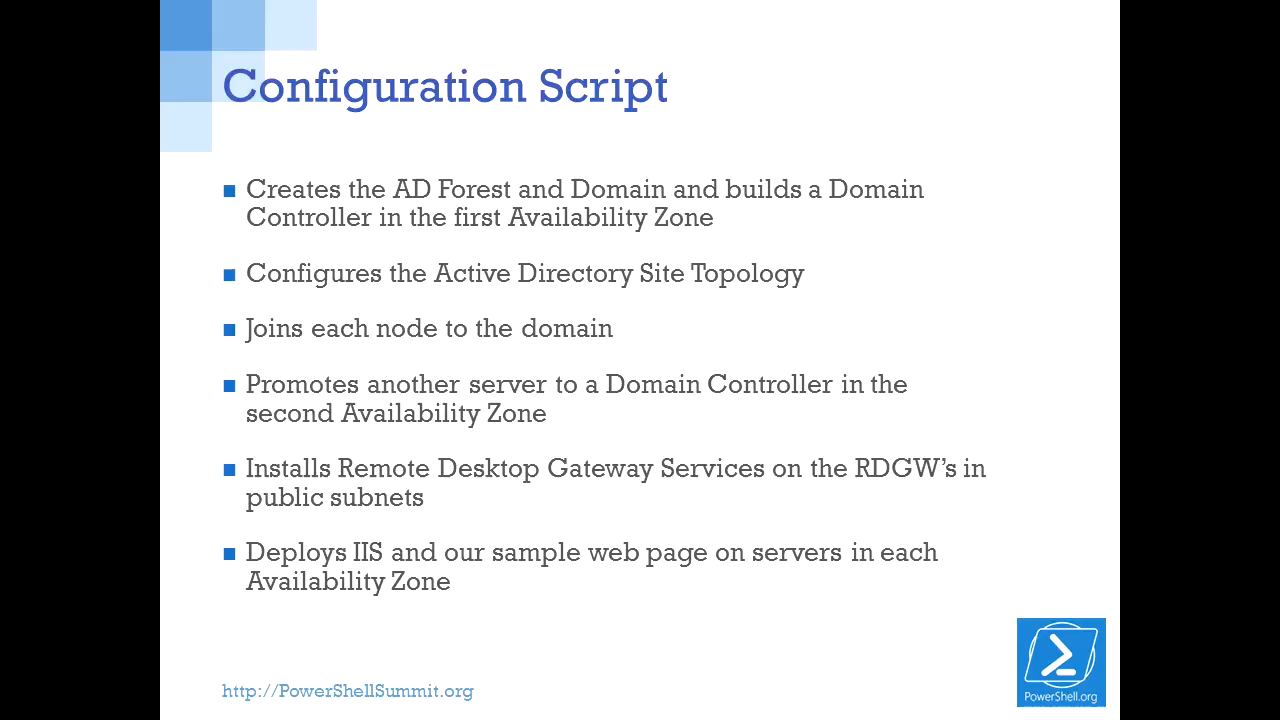 Configuration Script
Creates the AD Forest and Domain and builds a Domain
Controller in the first Availability Zone
Configures the Active Directory Site Topology
Joins each node to the domain
Promotes another server to a Domain Controller in the
second Availability Zone
Installs Remote Desktop Gateway Services on the RDGW’s in
public subnets
Deploys IIS and our sample web page on servers in each
Availability Zone
http://PowerShellSummit.org
PowerShell.org